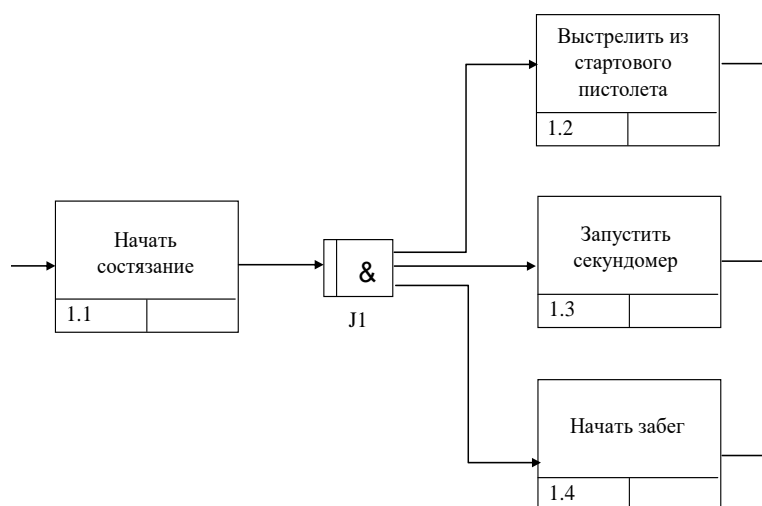 Выстрелить из
стартового
пистолета
1.2
Начать
состязание
1.1
&
J1
Запустить
секундомер
1.3
Начать забег
1.4